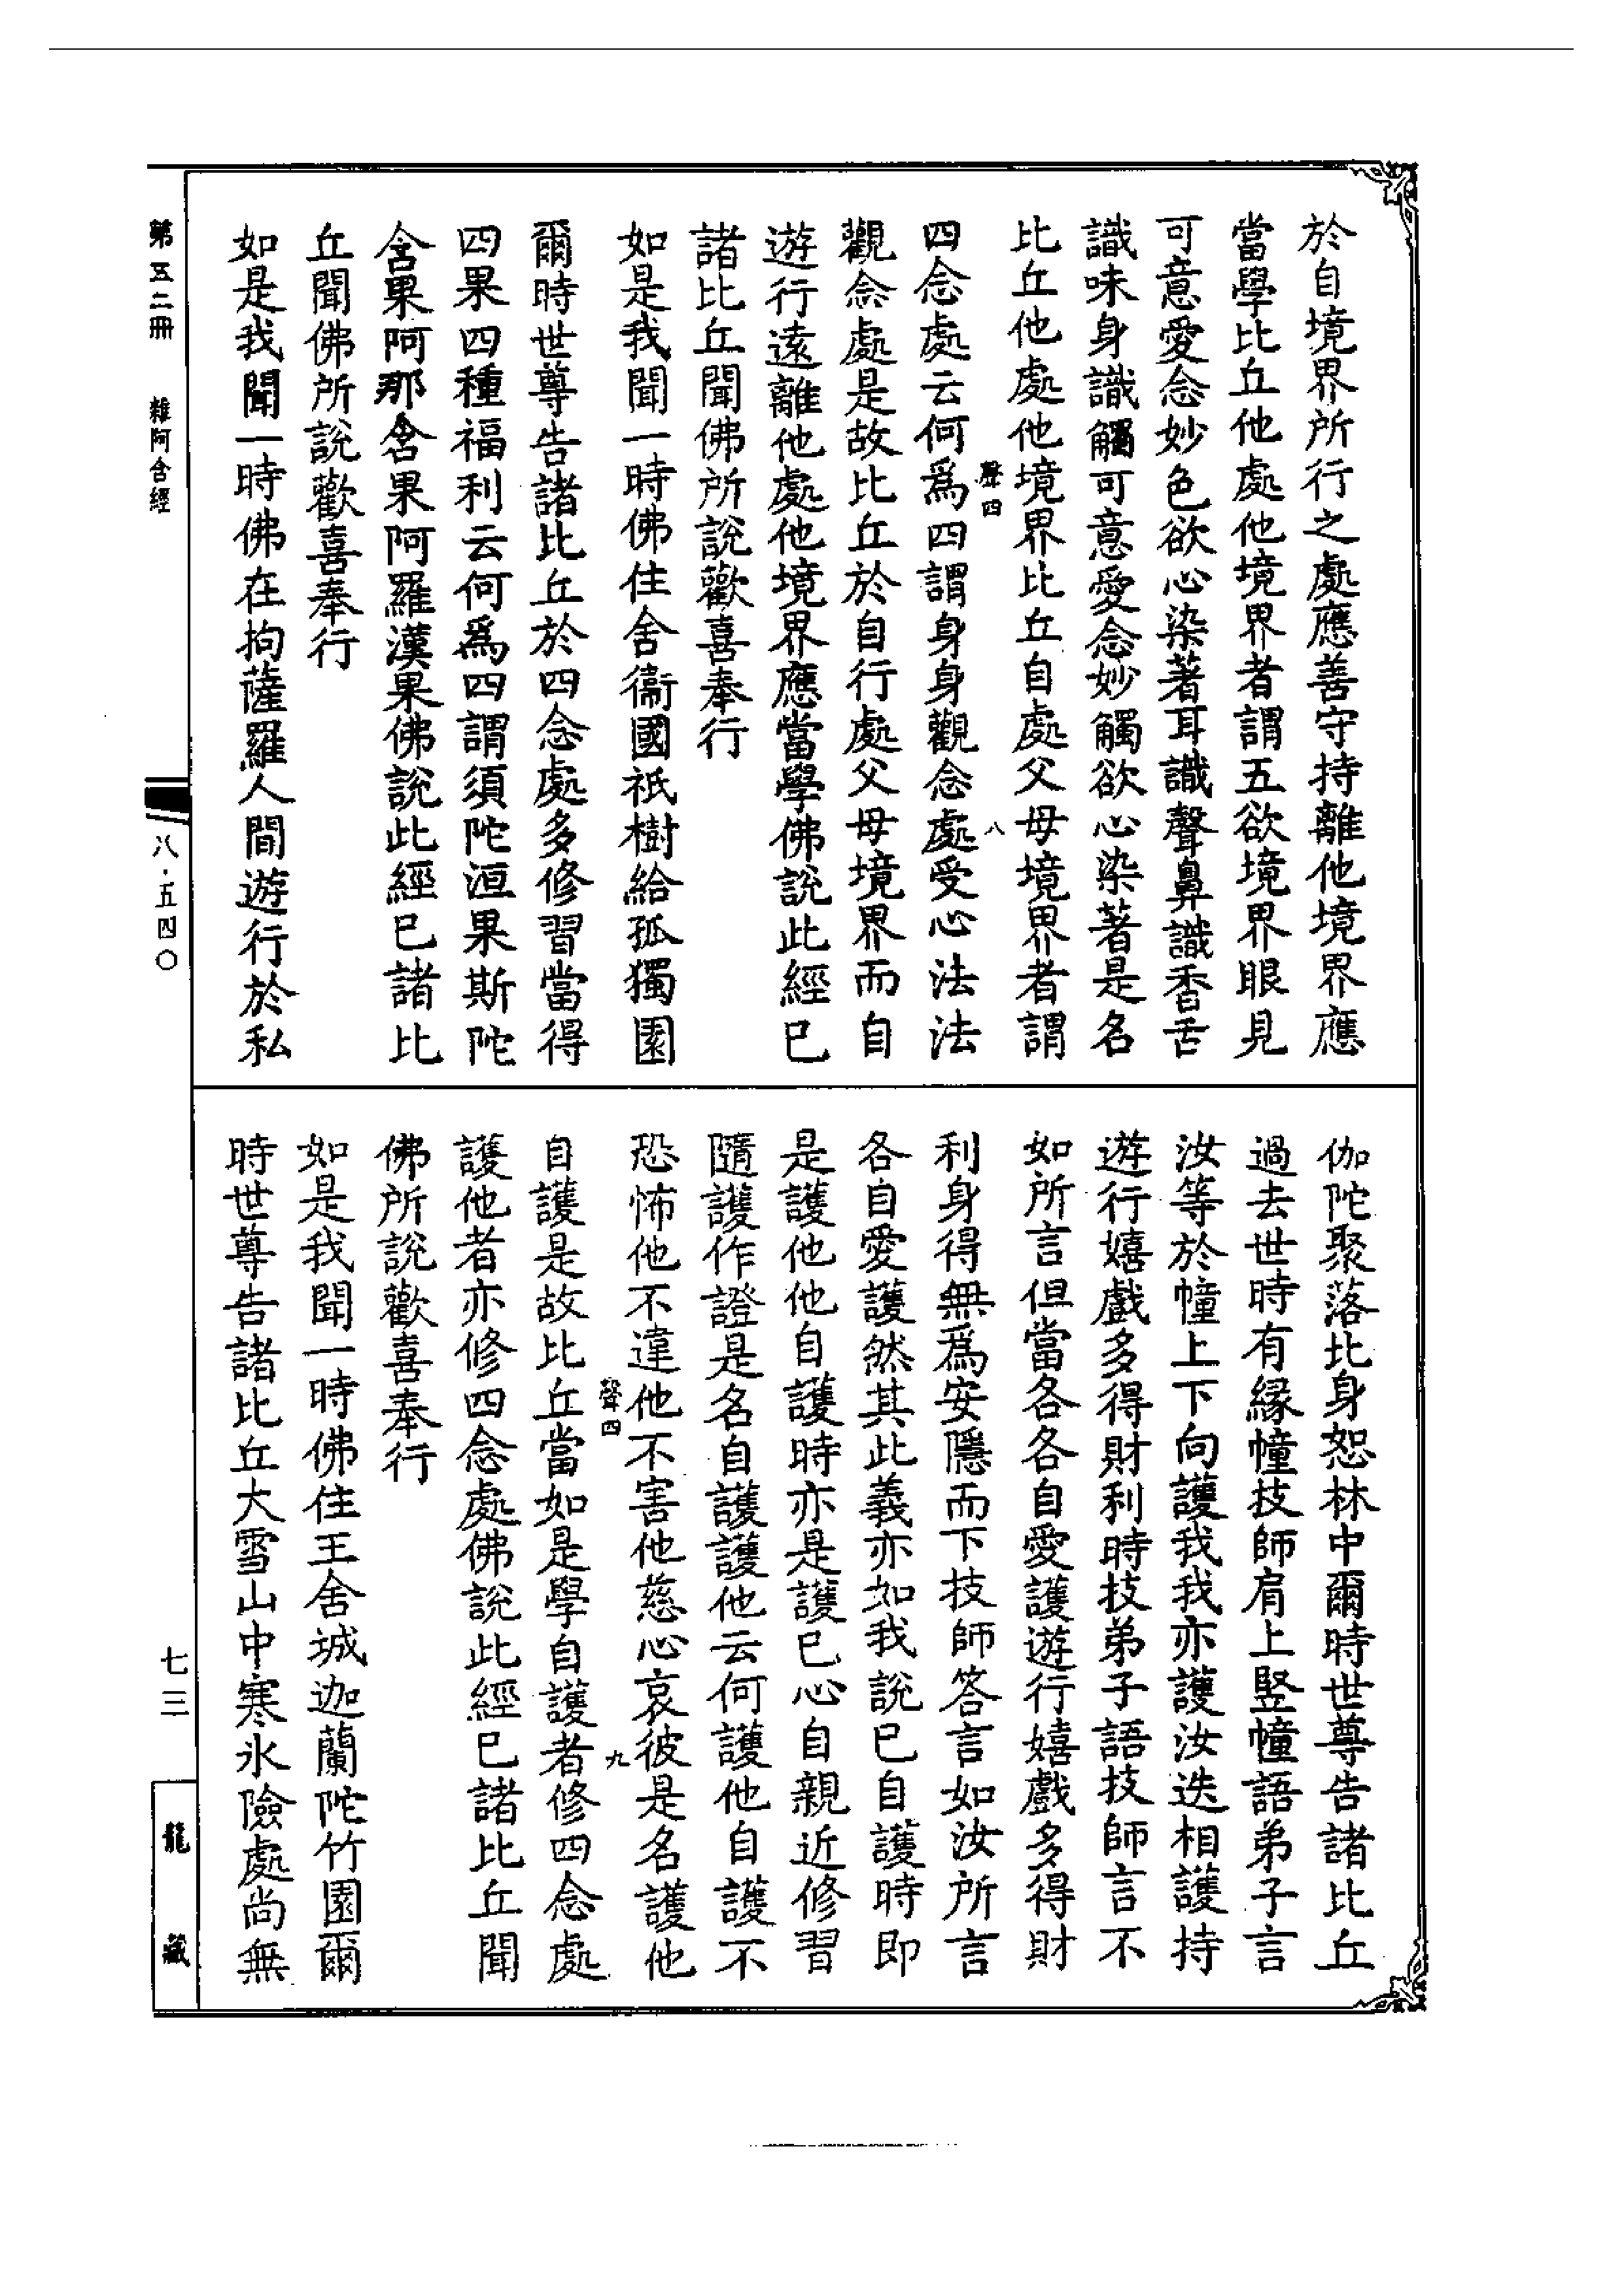 於自境界所行之處應善守持離他境界應
當學比丘他處他境界者謂五欲境界眼見
可意愛念妙色欲心染著耳識聲鼻識香舌
識味身識觸可意愛念妙觸欲心染著是名
比丘他處他境界比丘自處父母境界者謂
聲四
八
四念處云何爲四謂身身觀念處受心法法
觀念處是故比丘於自行處父母境界而自
遊行遠離他處他境界應當學佛說此經已
諸比丘聞佛所說歡喜奉行
如是我聞一時佛住舍衞國祇樹給孤獨園
爾時世尊告諸比丘於四念處多修習當得
四果四種福利云何爲四謂須陀洹果斯陀
含果阿那含果阿羅漢果佛說此經已諸比
丘聞佛所說歡喜奉行
如是我聞一時佛在拘薩羅人間遊行於私
伽陀聚落比身恕林中爾時世尊告諸比丘
過去世時有緣幢技師肩上竪幢語弟子言
汝等於幢上下向護我我亦護汝迭相護持
遊行嬉戲多得財利時技弟子語技師言不
如所言但當各各自愛護遊行嬉戲多得財
利身得無爲安隱而下技師答言如汝所言
各自愛護然其此義亦如我說已自護時即
是護他他自護時亦是護已心自親近修習
隨護作證是名自護護他云何護他自護不
恐怖他不違他不害他慈心哀彼是名護他
聲四
九
自護是故比丘當如是學自護者修四念處
護他者亦修四念處佛說此經已諸比丘聞
佛所說歡喜奉行
如是我聞一時佛住王舍城迦蘭陀竹園爾
時世尊告諸比丘大雪山中寒氷險處尚無
第五二冊　雜阿含經
八·五四〇
七三
龍藏